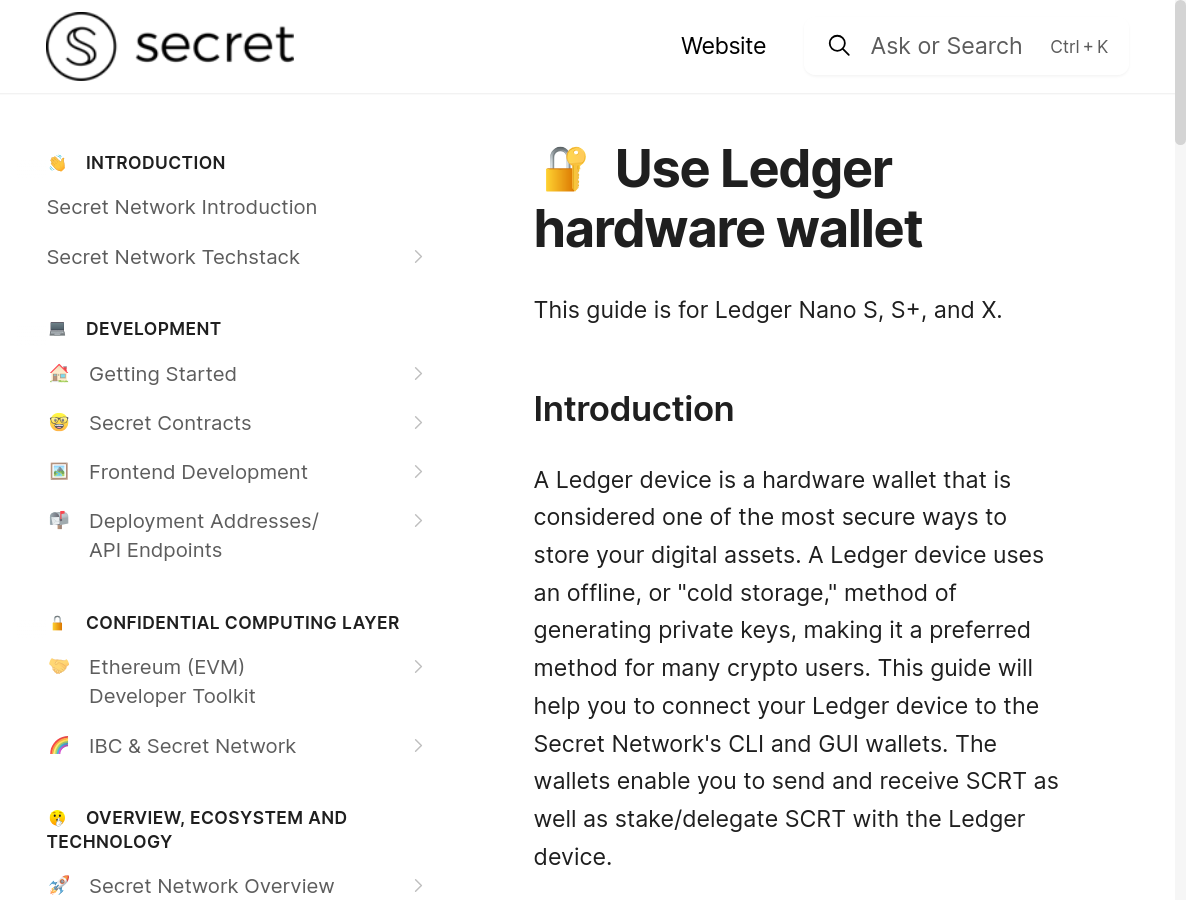 secret
Website
Ask or Search
Ctrl + K
INTRODUCTION
Secret Network Introduction
Secret Network Techstack
DEVELOPMENT
Getting Started
Secret Contracts
Frontend Development
Deployment Addresses/
API Endpoints
CONFIDENTIAL COMPUTING LAYER
Ethereum (EVM)
Developer Toolkit
IBC & Secret Network
OVERVIEW, ECOSYSTEM AND
TECHNOLOGY
Secret Network Overview
Use Ledger
hardware wallet
This guide is for Ledger Nano S, S+, and X.
Introduction
A Ledger device is a hardware wallet that is
considered one of the most secure ways to
store your digital assets. A Ledger device uses
an offline, or "cold storage," method of
generating private keys, making it a preferred
method for many crypto users. This guide will
help you to connect your Ledger device to the
Secret Network's CLI and GUI wallets. The
wallets enable you to send and receive SCRT as
well as stake/delegate SCRT with the Ledger
device.